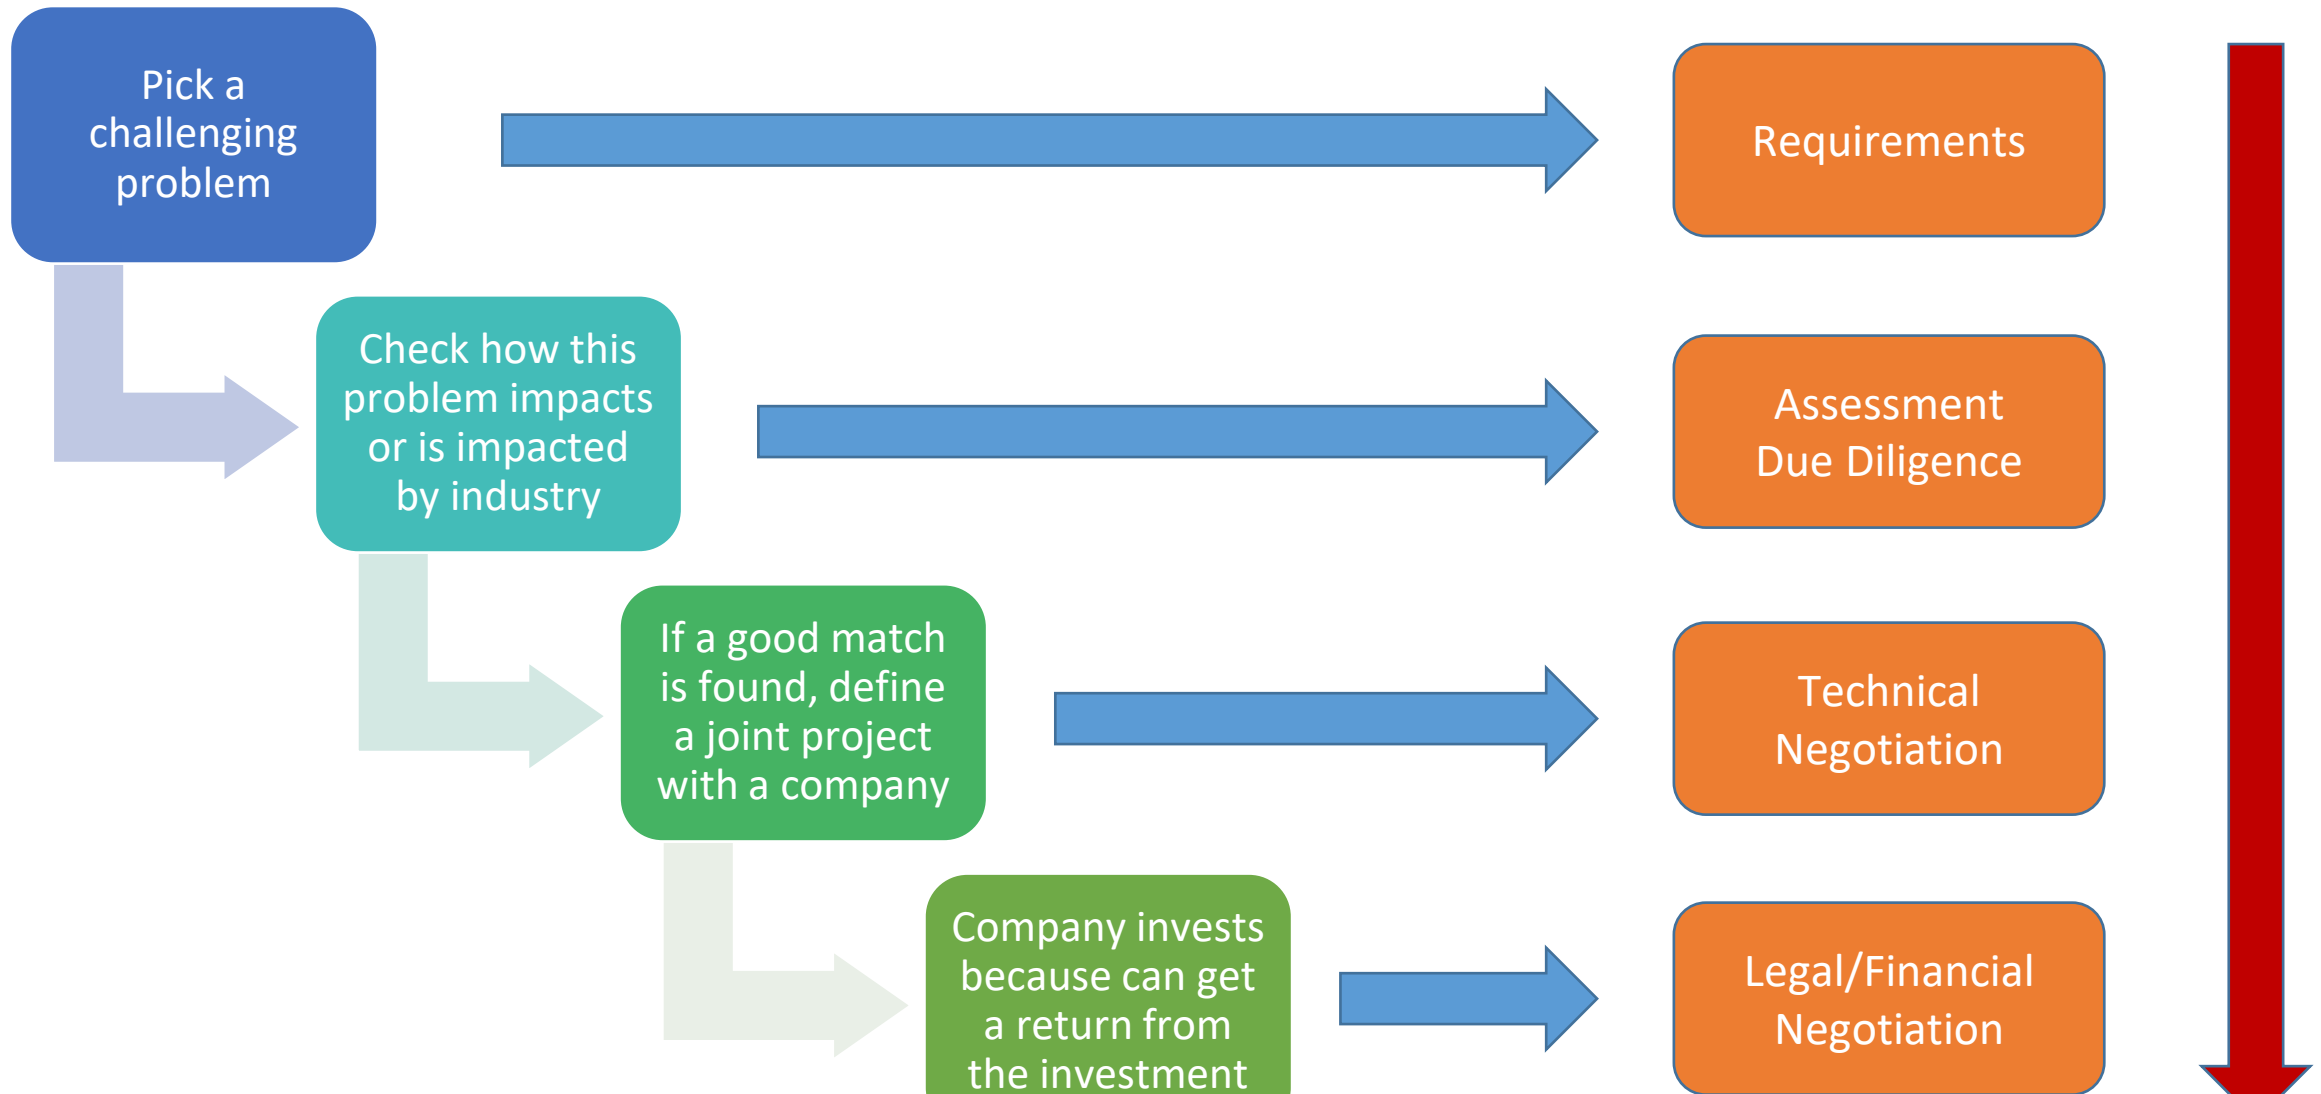 Pick a
challenging
problem
Requirements
Check how this
problem impacts
or is impacted
by industry
Assessment
Due Diligence
If a good match
is found, define
a joint project
with a company
Technical
Negotiation
Company invests
because can get
a return from
the investment
Legal/Financial
Negotiation